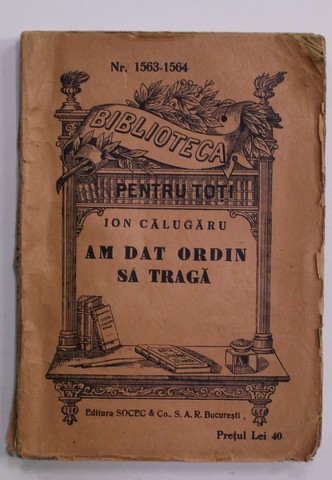 Nr. 1563-1564
BIBLIOTECA
PENTRU TOȚI
ION CĂLUGĂRU
AM DAT ORDIN
SĂ TRAGĂ
Editura SOCEC & Co., S. A. R. București
Prețul Lei 40